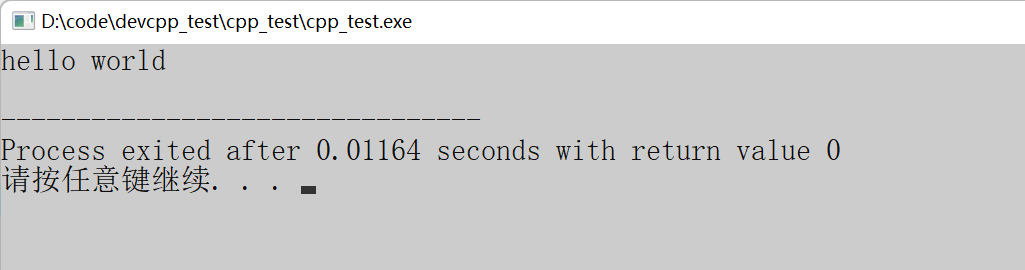 D:\code\devcpp_test\cpp_test\cpp_test.exe
hello world
--------------------------------
Process exited after 0.01164 seconds with return value 0
请按任意键继续. . .